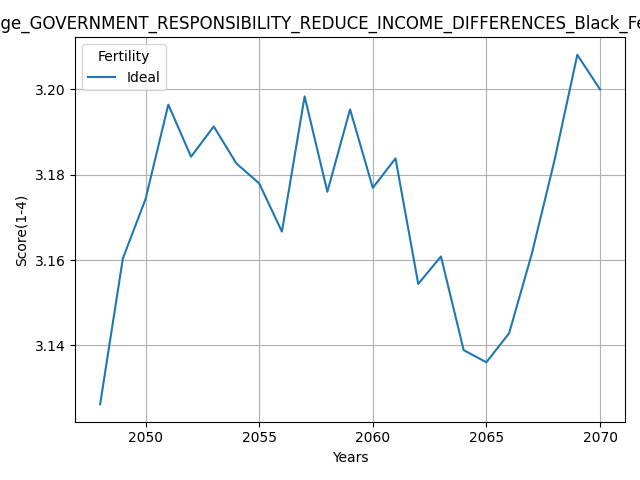 ge_GOVERNMENT_RESPONSIBILITY_REDUCE_INCOME_DIFFERENCES_Black_Fe
Fertility
Ideal
3.20
3.18
3.16
3.14
Score(1-4)
2050 2055 2060 2065 2070
Years